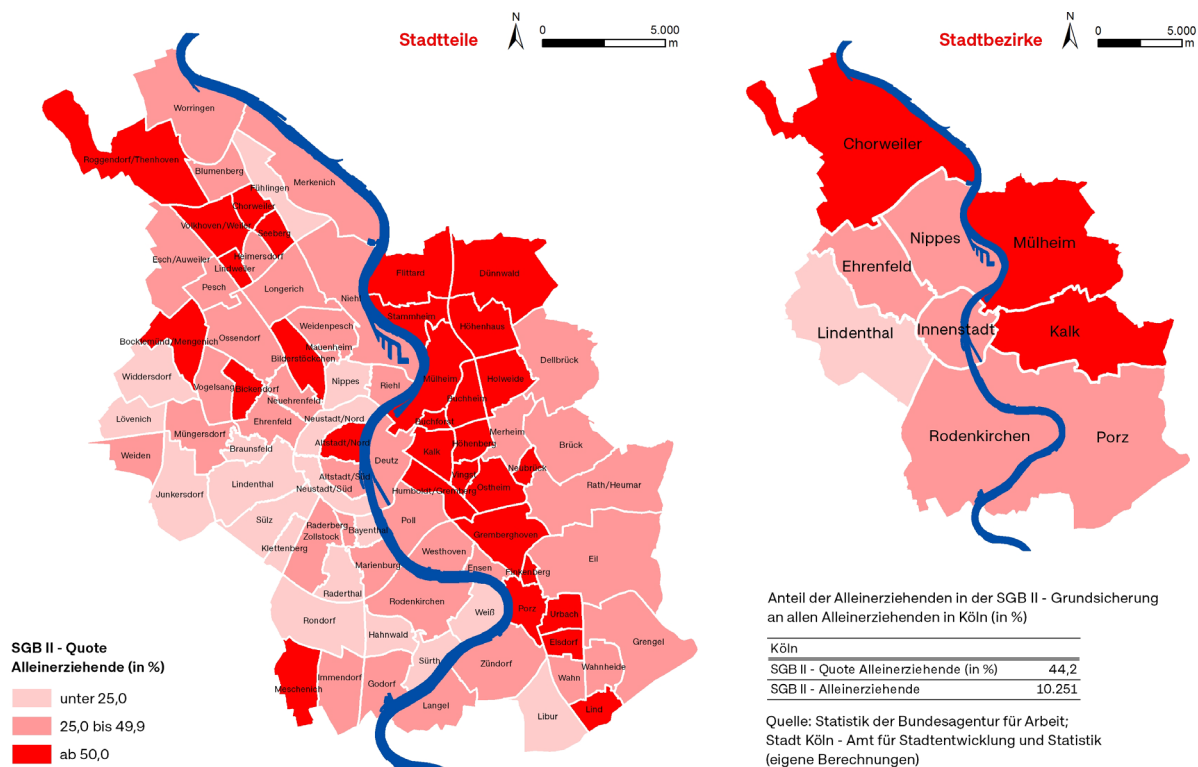 Stadtteile
N
0
5.000
m
Worringen
Roggendorf/Thenhoven
Blumenberg
Fühlingen
Merkenich
Chorweiler
Volkhoven/Weiler
Seeberg
Esch/Auweiler
Heimersdorf
Lindweiler
Pesch
Longerich
Niehl
Flittard
Dünnwald
Stammheim
Höhenhaus
Weidenpesch
Ossendorf
Mauenheim
Bocklemünd/Mengenich
Bilderstöckchen
Dellbrück
Widdersdorf
Vogelsang
Bickendorf
Nippes
Riehl
Mülheim
Holweide
Buchheim
Neuehrenfeld
Lövenich
Ehrenfeld
Neustadt/Nord
Buchforst
Müngersdorf
Merheim
Altstadt/Nord
Höhenberg
Brück
Braunsfeld
Weiden
Kalk
Deutz
Neubrück
Vingst
Altstadt/Süd
Lindenthal
Neustadt/Süd
Humboldt/Gremberg
Ostheim
Rath/Heumar
Junkersdorf
Sülz
Raderberg
Zollstock
Bayenthal
Poll
Gremberghoven
Klettenberg
Westhoven
Eil
Marienburg
Ensen
Finkenberg
Raderthal
Rodenkirchen
Weiß
Porz
Urbach
Rondorf
Hahnwald
Elsdorf
Grengel
Sürth
Zündorf
Wahnheide
Wahn
Immendorf
Godorf
Meschenich
Langel
Lind
Libur
SGB II - Quote
Alleinerziehende (in %)
unter 25,0
25,0 bis 49,9
ab 50,0
Stadtbezirke
N
0
5.000
m
Chorweiler
Nippes
Mülheim
Ehrenfeld
Lindenthal
Innenstadt
Kalk
Rodenkirchen
Porz
Anteil der Alleinerziehenden in der SGB II - Grundsicherung
an allen Alleinerziehenden in Köln (in %)
Köln
SGB II - Quote Alleinerziehende (in %) 44,2
SGB II - Alleinerziehende 10.251
Quelle: Statistik der Bundesagentur für Arbeit;
Stadt Köln - Amt für Stadtentwicklung und Statistik
(eigene Berechnungen)